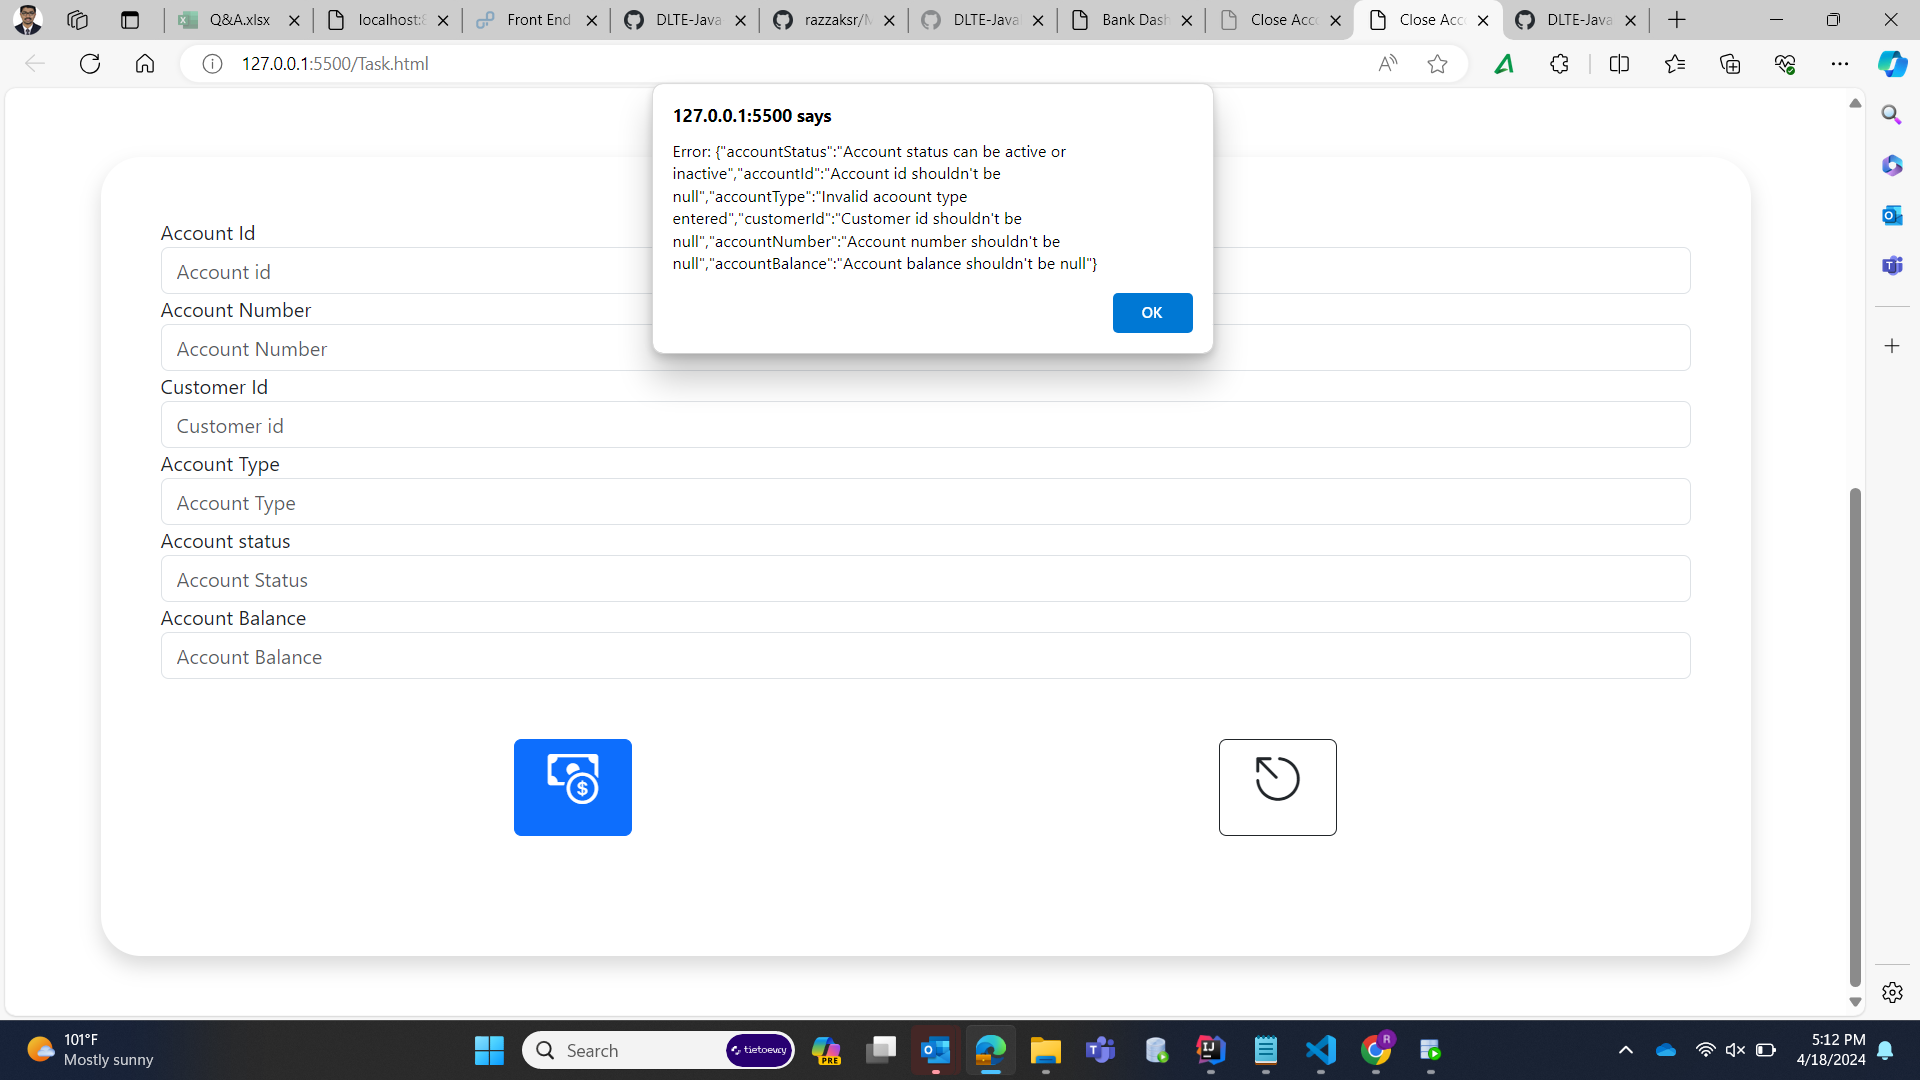 Q&A.xlsx
localhost:8
Front End
DLTE-Java
razzaksr/M
DLTE-Java
Bank Dash
Close Acco
Close Acco
DLTE-Java
127.0.0.1:5500/Task.html
127.0.0.1:5500 says
Error: {"accountStatus":"Account status can be active or
inactive","accountId":"Account id shouldn't be
null","accountType":"Invalid acoount type
entered","customerId":"Customer id shouldn't be
null","accountNumber":"Account number shouldn't be
null","accountBalance":"Account balance shouldn't be null"}
OK
Account Id
Account id
Account Number
Account Number
Customer Id
Customer id
Account Type
Account Type
Account status
Account Status
Account Balance
Account Balance
101°F
Mostly sunny
Search
tietoevry
PRE
R
5:12 PM
4/18/2024